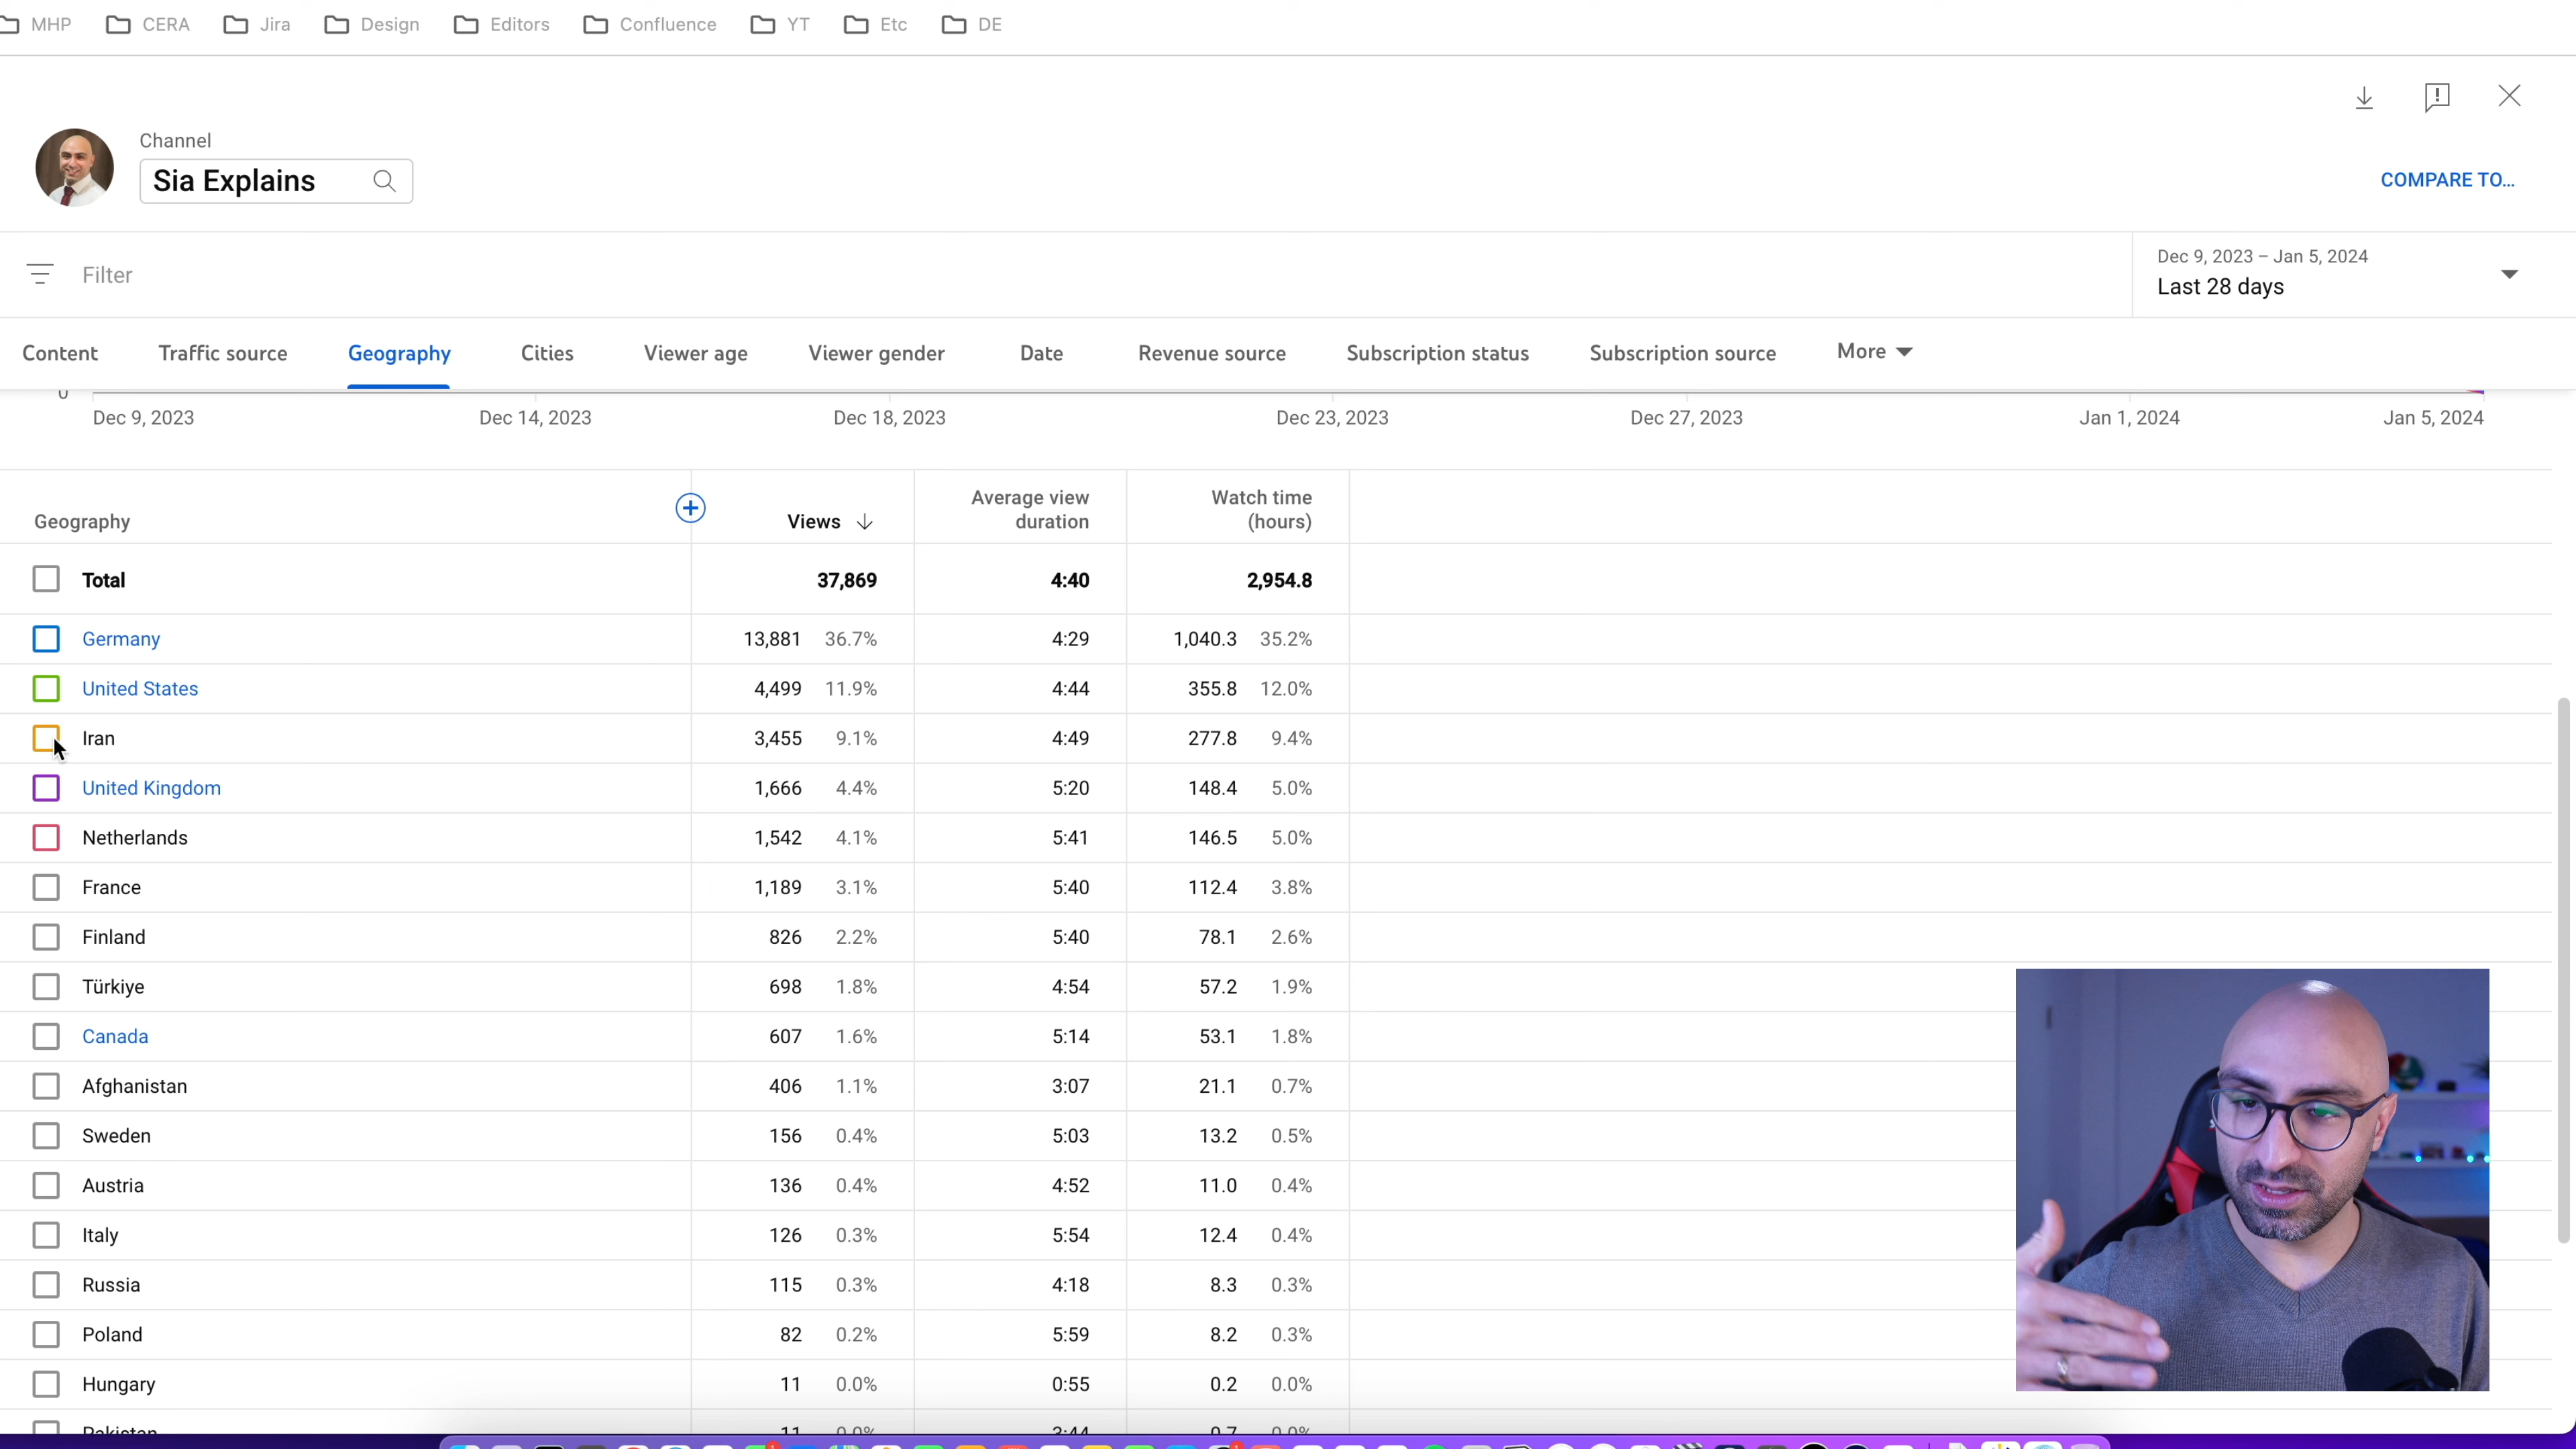 MHP CERA Jira Design Editors Confluence YT Etc DE
Channel
Sia Explains
COMPARE TO...
Filter
Dec 9, 2023 – Jan 5, 2024
Last 28 days
Content Traffic source Geography Cities Viewer age Viewer gender Date Revenue source Subscription status Subscription source More
0
Dec 9, 2023 Dec 14, 2023 Dec 18, 2023 Dec 23, 2023 Dec 27, 2023 Jan 1, 2024 Jan 5, 2024
Geography Views Average view duration Watch time (hours)
Total 37,869 4:40 2,954.8
Germany 13,881 36.7% 4:29 1,040.3 35.2%
United States 4,499 11.9% 4:44 355.8 12.0%
Iran 3,455 9.1% 4:49 277.8 9.4%
United Kingdom 1,666 4.4% 5:20 148.4 5.0%
Netherlands 1,542 4.1% 5:41 146.5 5.0%
France 1,189 3.1% 5:40 112.4 3.8%
Finland 826 2.2% 5:40 78.1 2.6%
Türkiye 698 1.8% 4:54 57.2 1.9%
Canada 607 1.6% 5:14 53.1 1.8%
Afghanistan 406 1.1% 3:07 21.1 0.7%
Sweden 156 0.4% 5:03 13.2 0.5%
Austria 136 0.4% 4:52 11.0 0.4%
Italy 126 0.3% 5:54 12.4 0.4%
Russia 115 0.3% 4:18 8.3 0.3%
Poland 82 0.2% 5:59 8.2 0.3%
Hungary 11 0.0% 0:55 0.2 0.0%
Pakistan 11 0.0% 3:44 0.7 0.0%